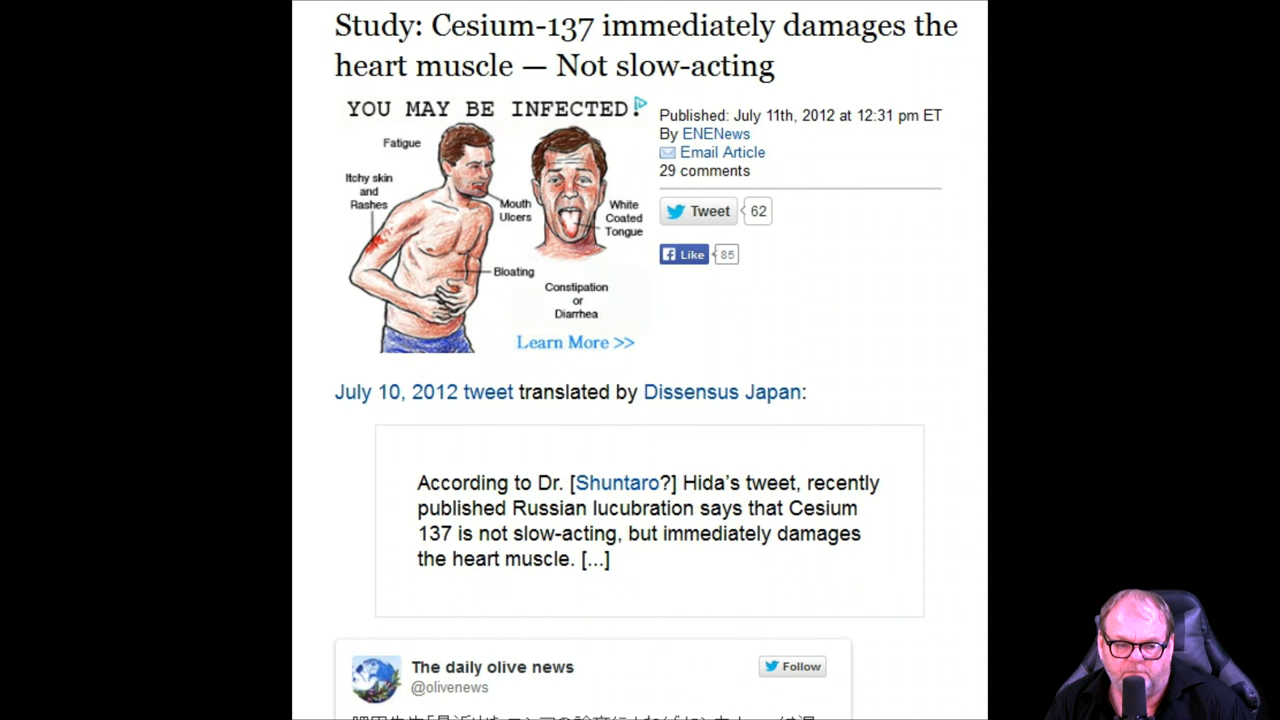 Study: Cesium-137 immediately damages the
heart muscle — Not slow-acting
YOU MAY BE INFECTED!
Fatigue
Itchy skin
and
Rashes
Mouth
Ulcers
White
Coated
Tongue
Bloating
Constipation
or
Diarrhea
Learn More >>
Published: July 11th, 2012 at 12:31 pm ET
By ENENews
Email Article
29 comments
Tweet 62
Like 85
July 10, 2012 tweet translated by Dissensus Japan:
According to Dr. [Shuntaro?] Hida's tweet, recently
published Russian lucubration says that Cesium
137 is not slow-acting, but immediately damages
the heart muscle. [...]
The daily olive news
@olivenews
Follow